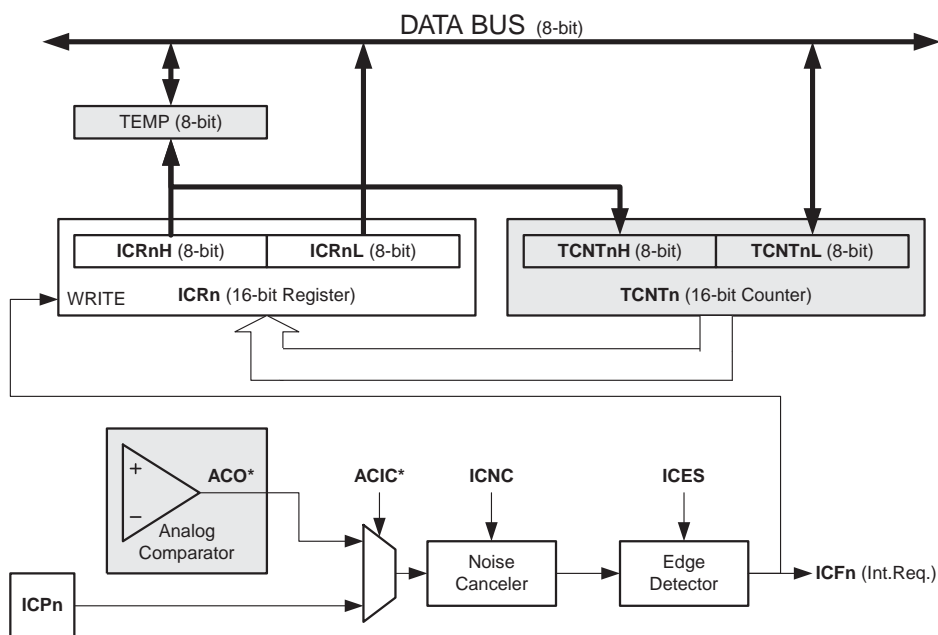 DATA BUS (8-bit)
TEMP (8-bit)
ICRnH (8-bit)
ICRnL (8-bit)
TCNTnH (8-bit)
TCNTnL (8-bit)
WRITE
ICRn (16-bit Register)
TCNTn (16-bit Counter)
+
−
ACO*
Analog
Comparator
ACIC*
ICNC
ICES
Noise
Canceler
Edge
Detector
ICFn (Int.Req.)
ICPn